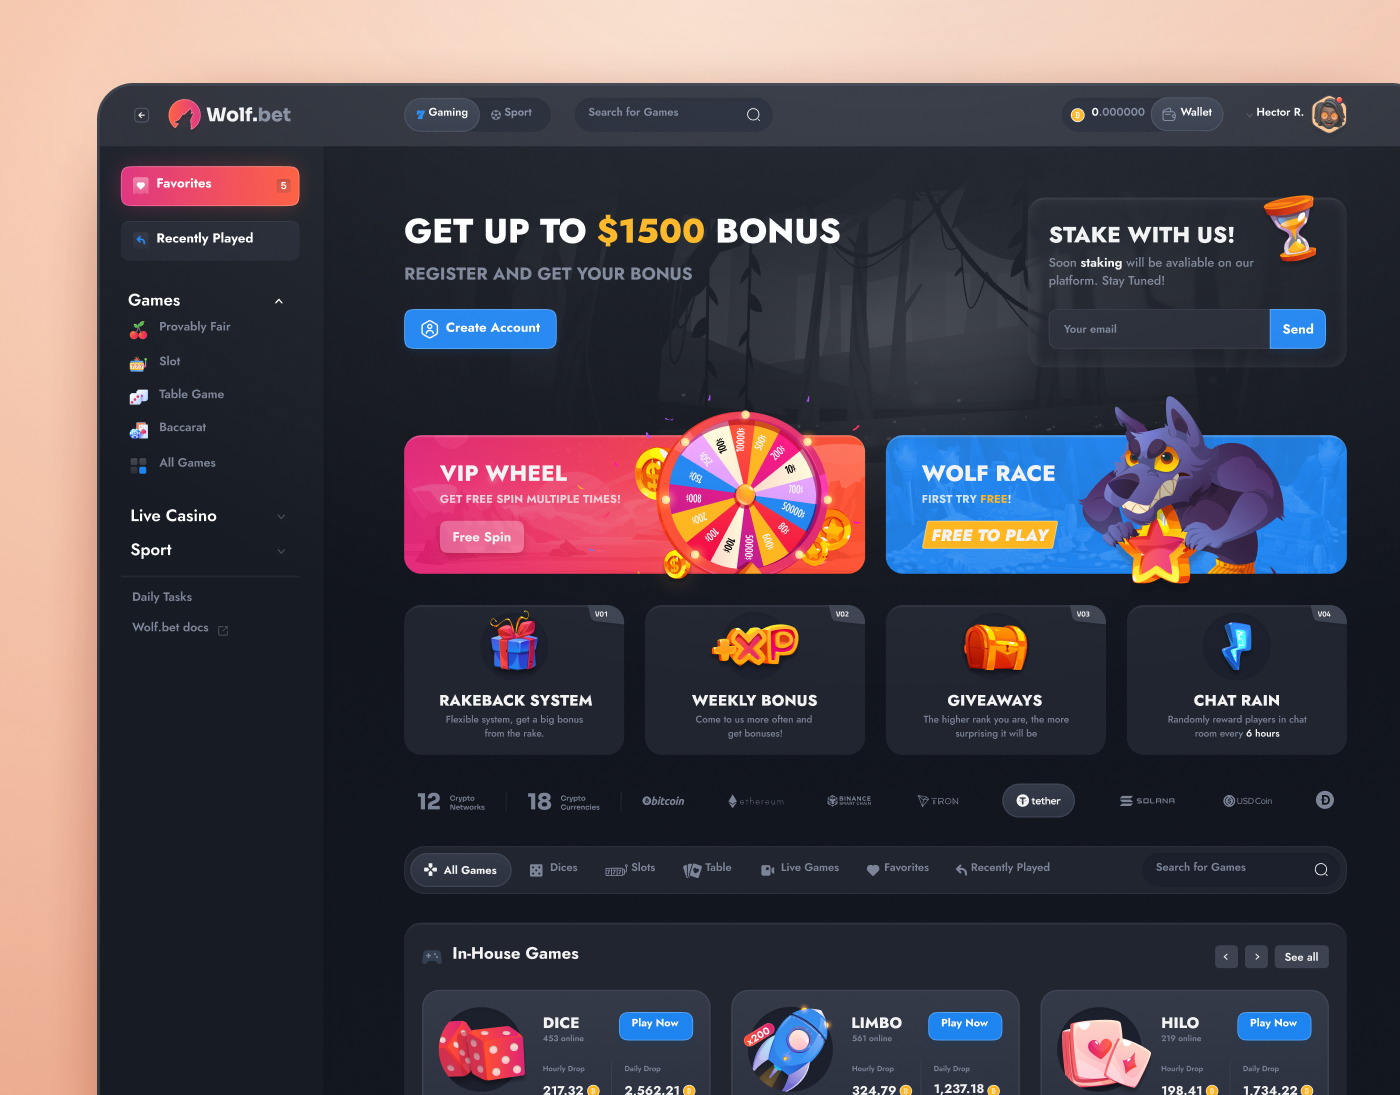 Wolf.bet
Gaming
Sport
Search for Games
0.000000
Wallet
Hector R.
Favorites
5
Recently Played
Games
Provably Fair
Slot
Table Game
Baccarat
All Games
Live Casino
Sport
Daily Tasks
Wolf.bet docs
GET UP TO $1500 BONUS
REGISTER AND GET YOUR BONUS
Create Account
STAKE WITH US!
Soon staking will be avaliable on our
platform. Stay Tuned!
Your email
Send
VIP WHEEL
GET FREE SPIN MULTIPLE TIMES!
Free Spin
WOLF RACE
FIRST TRY FREE!
FREE TO PLAY
V01
RAKEBACK SYSTEM
Flexible system, get a big bonus
from the rake.
V02
+XP
WEEKLY BONUS
Come to us more often and
get bonuses!
V03
GIVEAWAYS
The higher rank you are, the more
surprising it will be
V04
CHAT RAIN
Randomly reward players in chat
room every 6 hours
12 Crypto
Networks
18 Crypto
Currencies
bitcoin
ethereum
BINANCE
SMART CHAIN
TRON
tether
SOLANA
USD Coin
All Games
Dices
Slots
Table
Live Games
Favorites
Recently Played
Search for Games
In-House Games
See all
DICE
453 online
Play Now
Hourly Drop
Daily Drop
217.32
2,562.21
x200
LIMBO
561 online
Play Now
Hourly Drop
Daily Drop
324.79
1,237.18
HILO
219 online
Play Now
Hourly Drop
Daily Drop
198.41
1,734.22